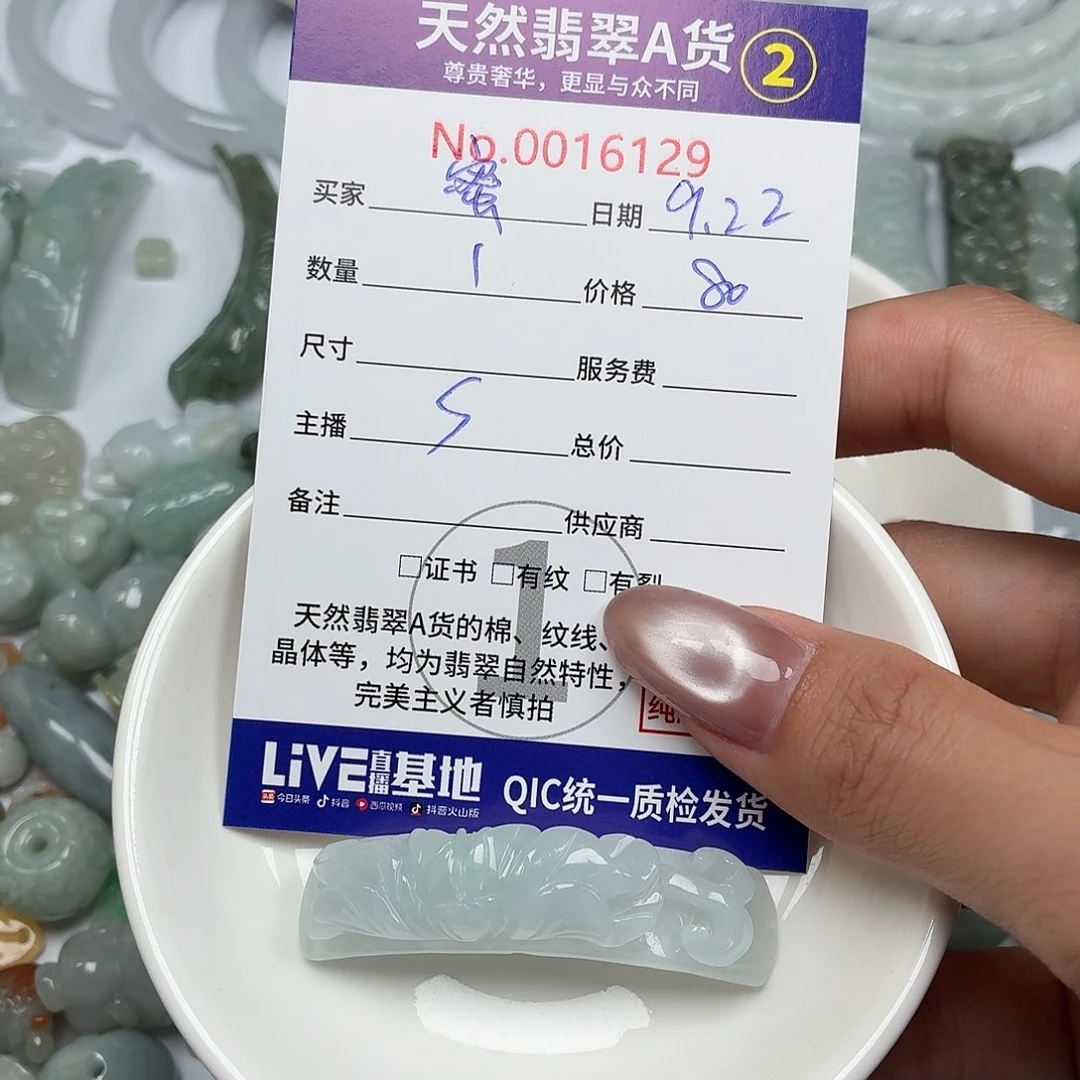 天然翡翠A货 2
尊贵奢华，更显与众不同
No.0016129
买家 蜜 日期 9.22
数量 1 价格 80
尺寸 服务费
主播 S 总价
备注 供应商
1
□证书 □有纹 □有裂
天然翡翠A货的棉、纹线、
晶体等，均为翡翠自然特性，
完美主义者慎拍
LiVE直播基地 QIC统一质检发货
头条 今日头条 抖音 西瓜视频 抖音火山版